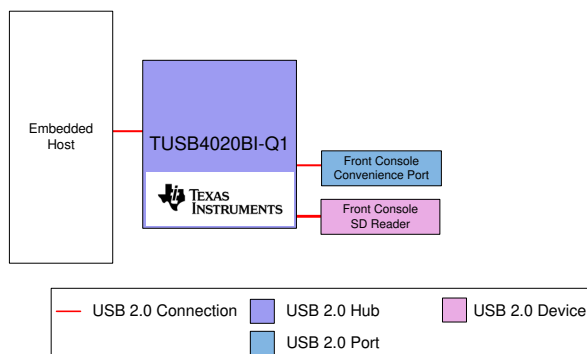 Embedded
Host
TUSB4020BI-Q1
TEXAS
INSTRUMENTS
Front Console
Convenience Port
Front Console
SD Reader
USB 2.0 Connection
USB 2.0 Hub
USB 2.0 Device
USB 2.0 Port